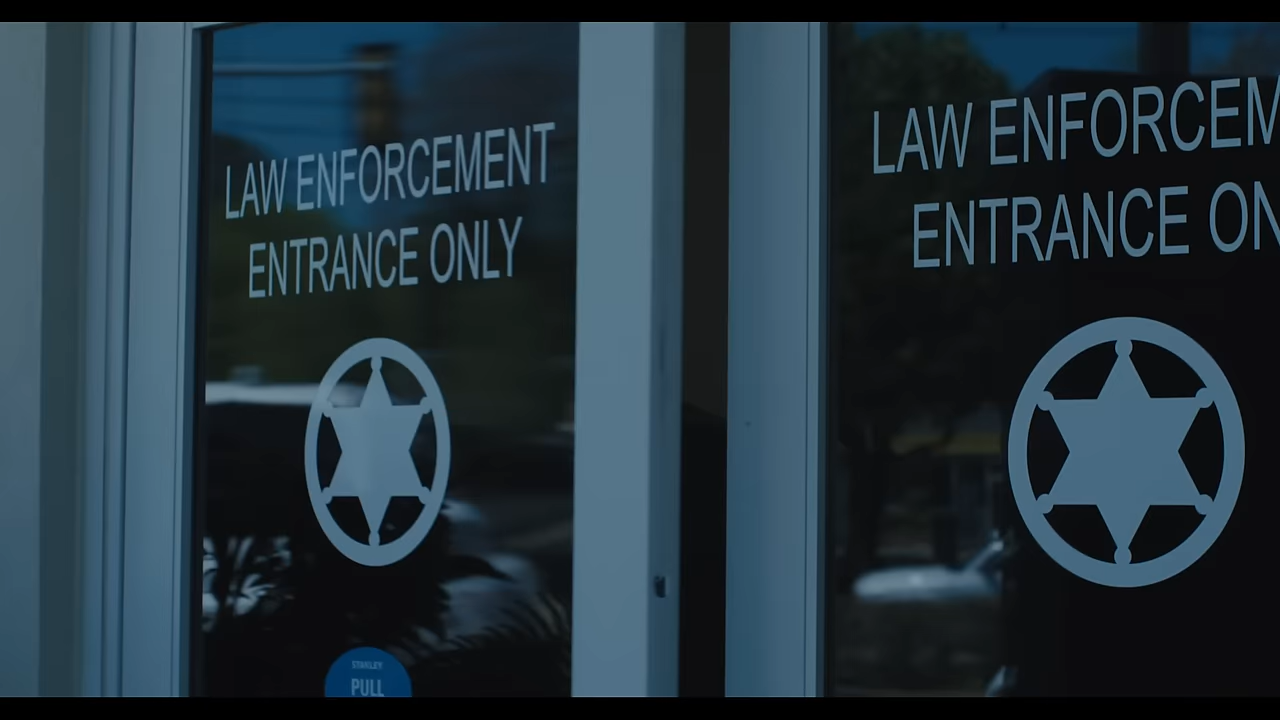 LAW ENFORCEMENT
ENTRANCE ONLY
PULL
LAW ENFORCEM
ENTRANCE ON